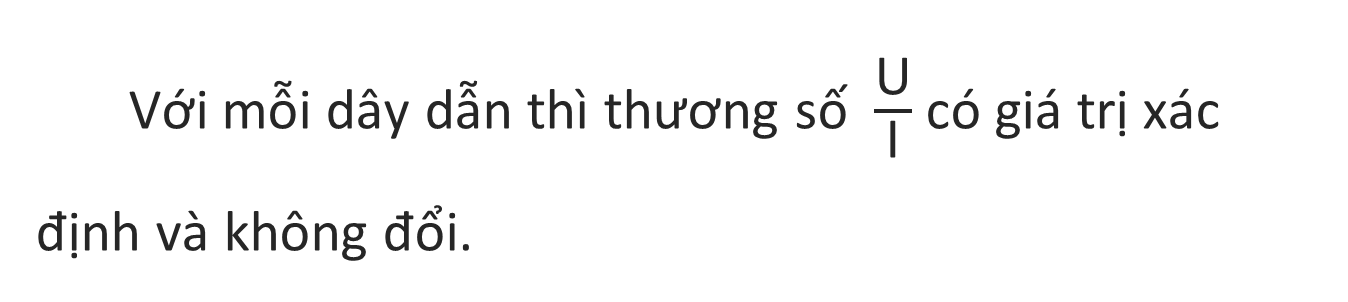 Với mỗi dây dẫn thì thương số U/I có giá trị xác
định và không đổi.